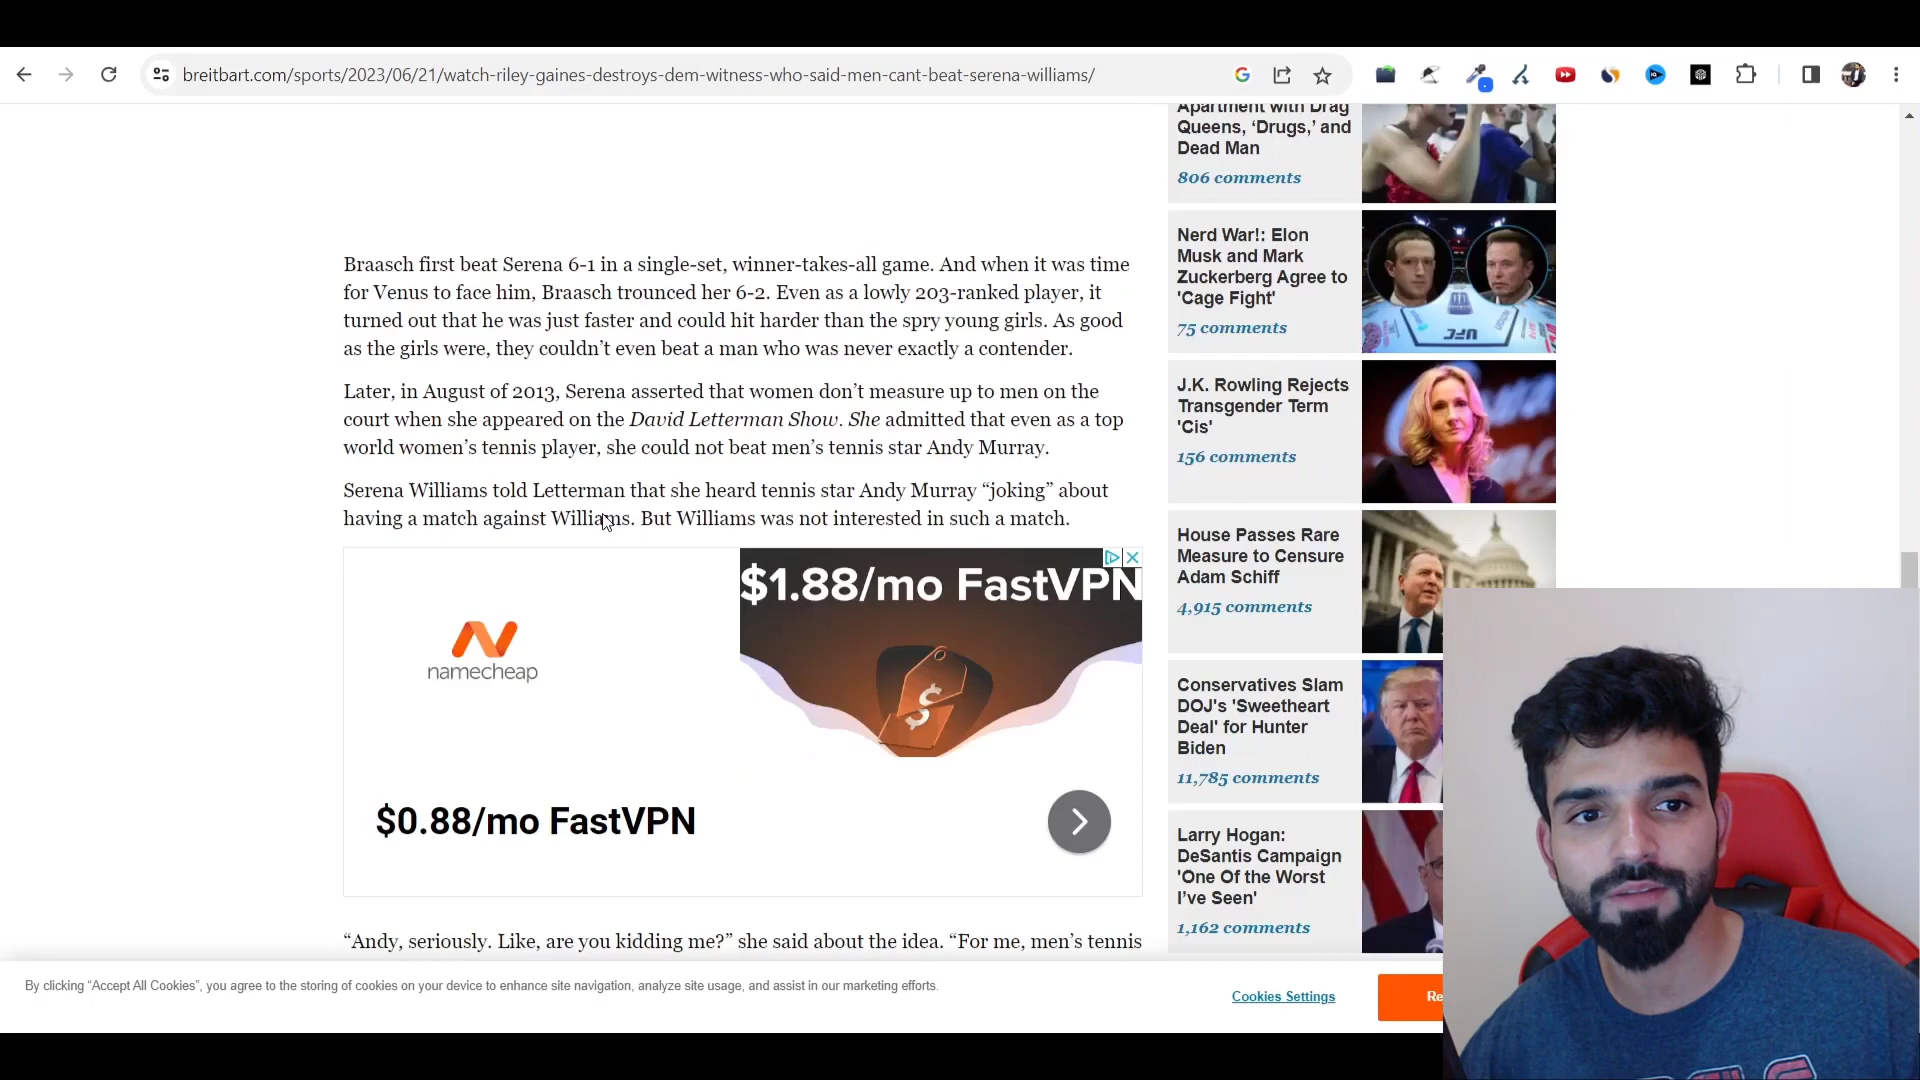 breitbart.com/sports/2023/06/21/watch-riley-gaines-destroys-dem-witness-who-said-men-cant-beat-serena-williams/
Braasch first beat Serena 6-1 in a single-set, winner-takes-all game. And when it was time
for Venus to face him, Braasch trounced her 6-2. Even as a lowly 203-ranked player, it
turned out that he was just faster and could hit harder than the spry young girls. As good
as the girls were, they couldn’t even beat a man who was never exactly a contender.
Later, in August of 2013, Serena asserted that women don’t measure up to men on the
court when she appeared on the David Letterman Show. She admitted that even as a top
world women’s tennis player, she could not beat men’s tennis star Andy Murray.
Serena Williams told Letterman that she heard tennis star Andy Murray “joking” about
having a match against Williams. But Williams was not interested in such a match.
namecheap
$1.88/mo FastVPN
$
$0.88/mo FastVPN
“Andy, seriously. Like, are you kidding me?” she said about the idea. “For me, men’s tennis
Apartment with Drag
Queens, ‘Drugs,’ and
Dead Man
806 comments
Nerd War!: Elon
Musk and Mark
Zuckerberg Agree to
'Cage Fight'
75 comments
J.K. Rowling Rejects
Transgender Term
'Cis'
156 comments
House Passes Rare
Measure to Censure
Adam Schiff
4,915 comments
Conservatives Slam
DOJ's 'Sweetheart
Deal' for Hunter
Biden
11,785 comments
Larry Hogan:
DeSantis Campaign
'One Of the Worst
I’ve Seen'
1,162 comments
By clicking “Accept All Cookies”, you agree to the storing of cookies on your device to enhance site navigation, analyze site usage, and assist in our marketing efforts.
Cookies Settings
Re